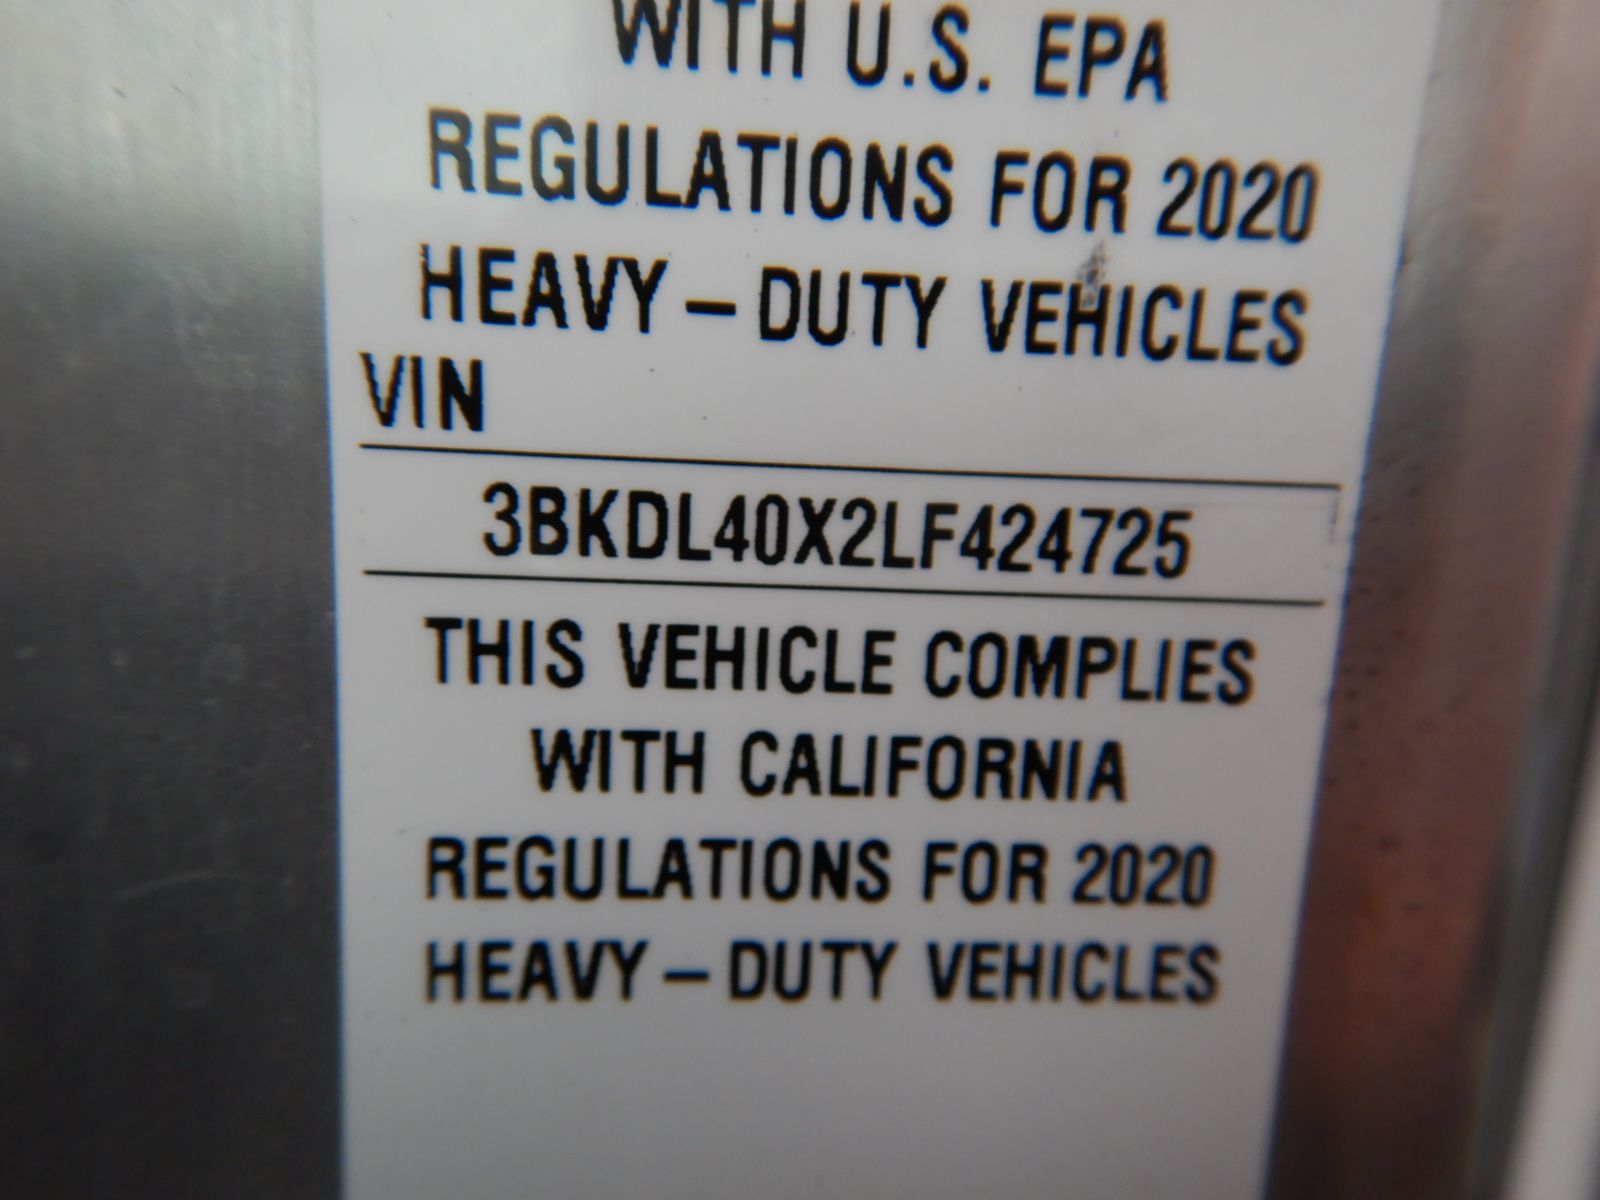 WITH U.S. EPA
REGULATIONS FOR 2020
HEAVY – DUTY VEHICLES
VIN
3BKDL40X2LF424725
THIS VEHICLE COMPLIES
WITH CALIFORNIA
REGULATIONS FOR 2020
HEAVY – DUTY VEHICLES